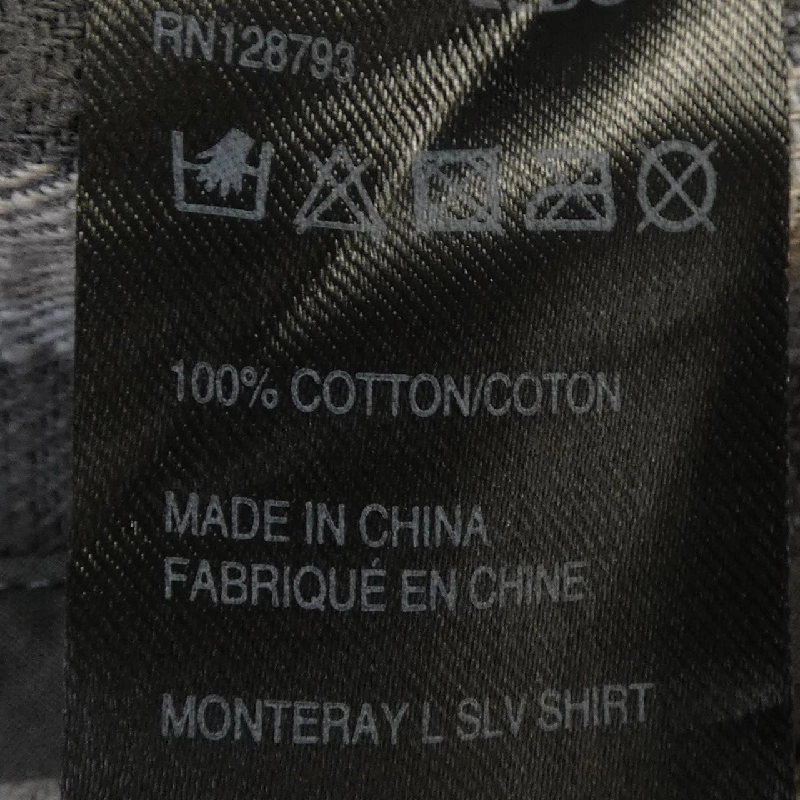 RN128793
100% COTTON/COTON
MADE IN CHINA
FABRIQUÉ EN CHINE
MONTERAY L SLV SHIRT